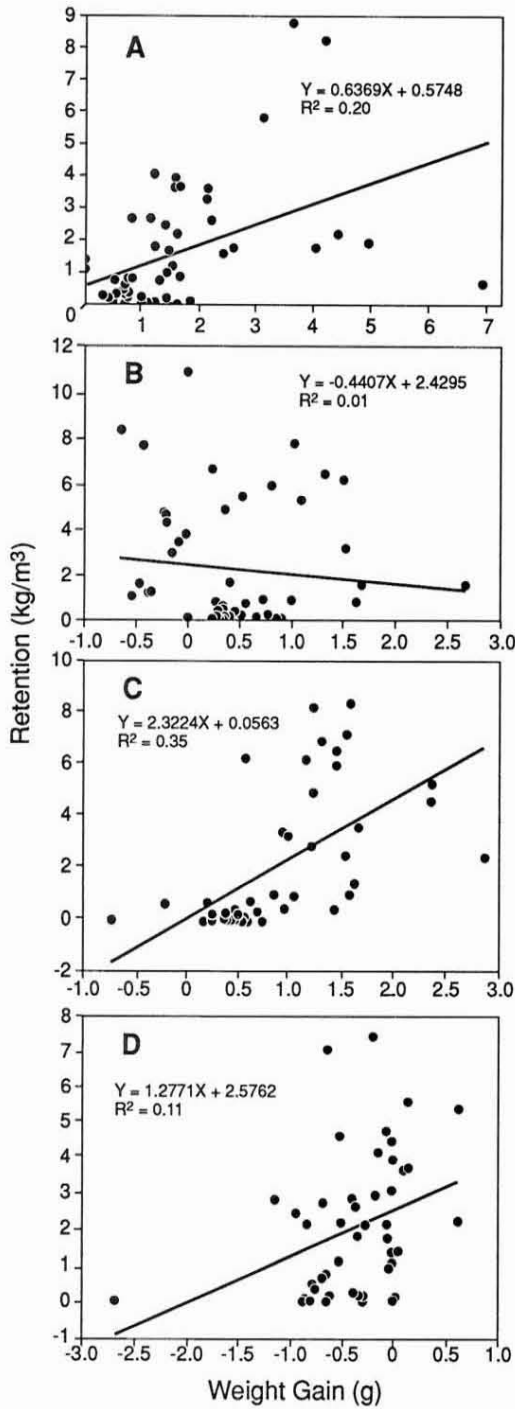 9
8
7
6
5
4
3
2
1
0
A
Y = 0.6369X + 0.5748
R² = 0.20
1 2 3 4 5 6 7
12
10
8
6
4
2
0
B
Y = -0.4407X + 2.4295
R² = 0.01
-1.0 -0.5 0 0.5 1.0 1.5 2.0 2.5 3.0
Retention (kg/m³)
10
8
6
4
2
0
-2
C
Y = 2.3224X + 0.0563
R² = 0.35
-1.0 -0.5 0 0.5 1.0 1.5 2.0 2.5 3.0
8
7
6
5
4
3
2
1
0
-1
D
Y = 1.2771X + 2.5762
R² = 0.11
-3.0 -2.5 -2.0 -1.5 -1.0 -0.5 0 0.5 1.0
Weight Gain (g)